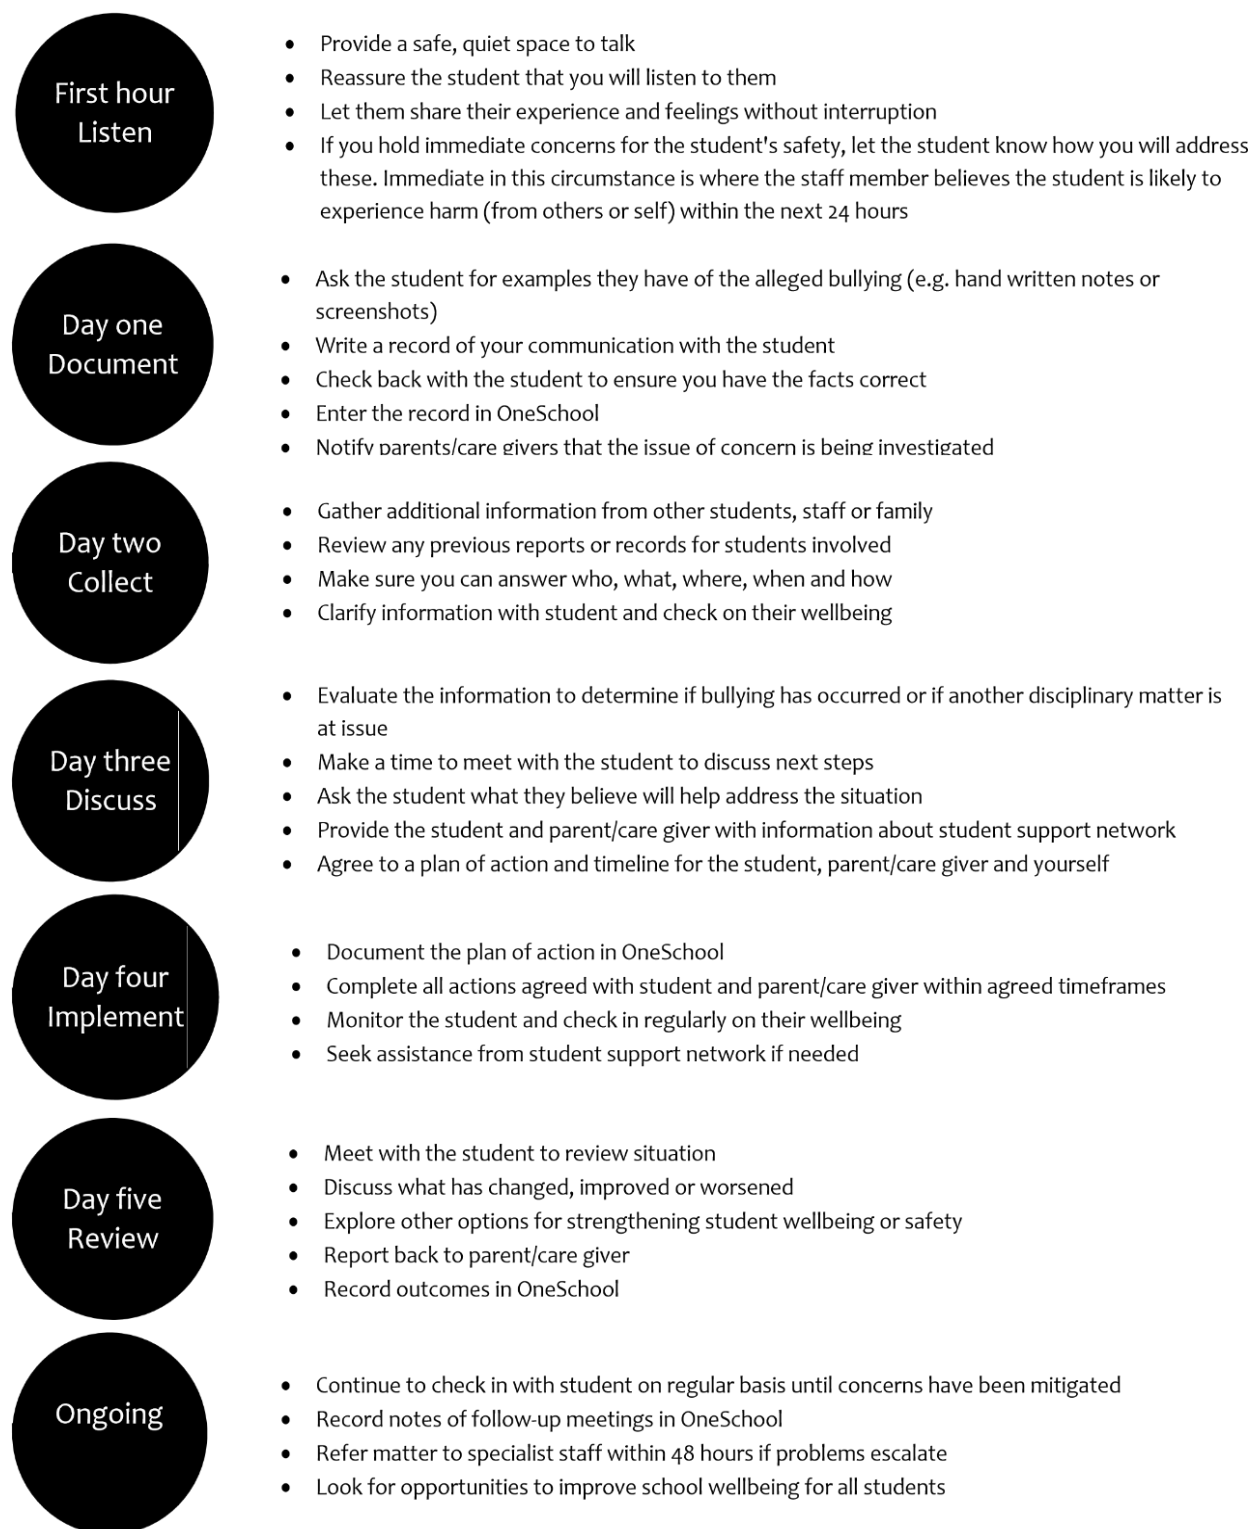 First hour
Listen
• Provide a safe, quiet space to talk
• Reassure the student that you will listen to them
• Let them share their experience and feelings without interruption
• If you hold immediate concerns for the student's safety, let the student know how you will address
these. Immediate in this circumstance is where the staff member believes the student is likely to
experience harm (from others or self) within the next 24 hours
Day one
Document
• Ask the student for examples they have of the alleged bullying (e.g. hand written notes or
screenshots)
• Write a record of your communication with the student
• Check back with the student to ensure you have the facts correct
• Enter the record in OneSchool
• Notify parents/care givers that the issue of concern is being investigated
Day two
Collect
• Gather additional information from other students, staff or family
• Review any previous reports or records for students involved
• Make sure you can answer who, what, where, when and how
• Clarify information with student and check on their wellbeing
Day three
Discuss
• Evaluate the information to determine if bullying has occurred or if another disciplinary matter is
at issue
• Make a time to meet with the student to discuss next steps
• Ask the student what they believe will help address the situation
• Provide the student and parent/care giver with information about student support network
• Agree to a plan of action and timeline for the student, parent/care giver and yourself
Day four
Implement
• Document the plan of action in OneSchool
• Complete all actions agreed with student and parent/care giver within agreed timeframes
• Monitor the student and check in regularly on their wellbeing
• Seek assistance from student support network if needed
Day five
Review
• Meet with the student to review situation
• Discuss what has changed, improved or worsened
• Explore other options for strengthening student wellbeing or safety
• Report back to parent/care giver
• Record outcomes in OneSchool
Ongoing
• Continue to check in with student on regular basis until concerns have been mitigated
• Record notes of follow-up meetings in OneSchool
• Refer matter to specialist staff within 48 hours if problems escalate
• Look for opportunities to improve school wellbeing for all students